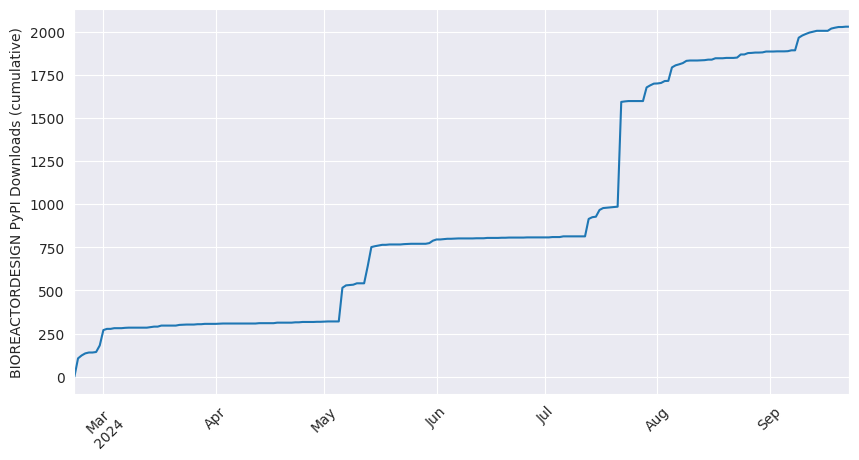 BIOREACTORDESIGN PyPI Downloads (cumulative)
2000
1750
1500
1250
1000
750
500
250
0
Mar
2024
Apr
May
Jun
Jul
Aug
Sep